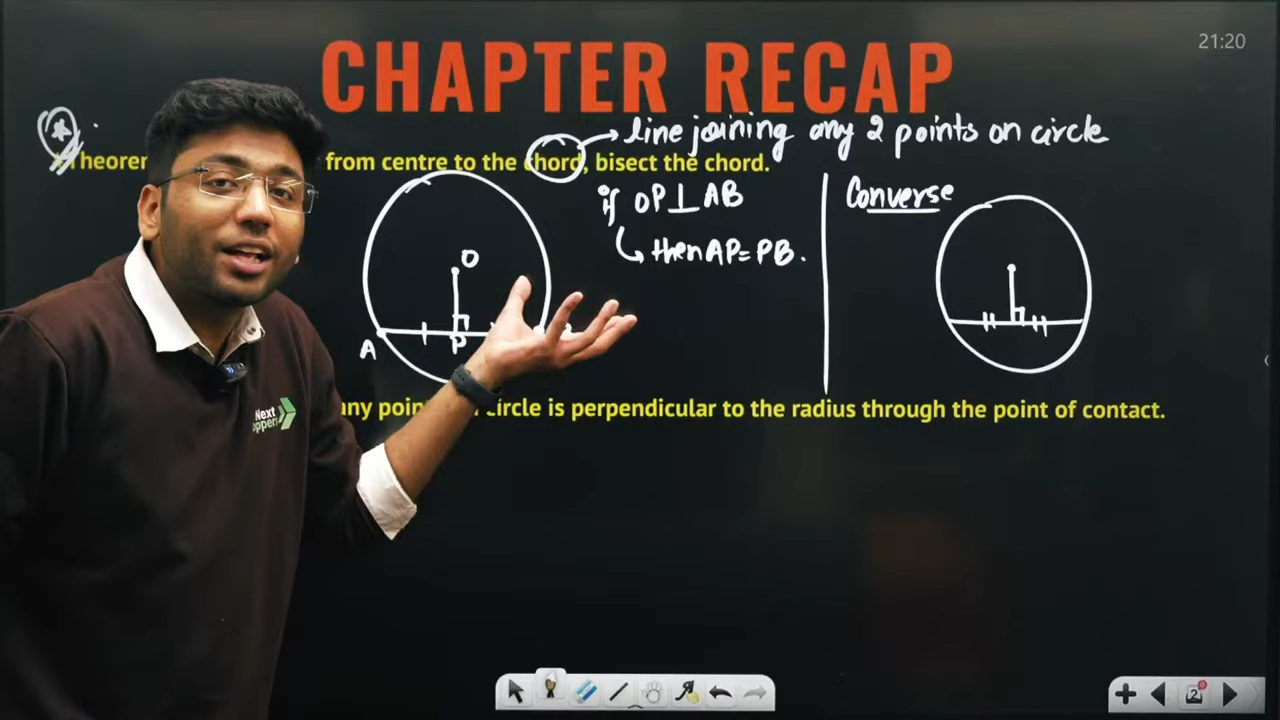 CHAPTER RECAP
21:20
line joining any 2 points on circle
from centre to the chord, bisect the chord.
if OP⊥AB
then AP=PB.
Converse
O
A
P
any circle is perpendicular to the radius through the point of contact.
Next
2